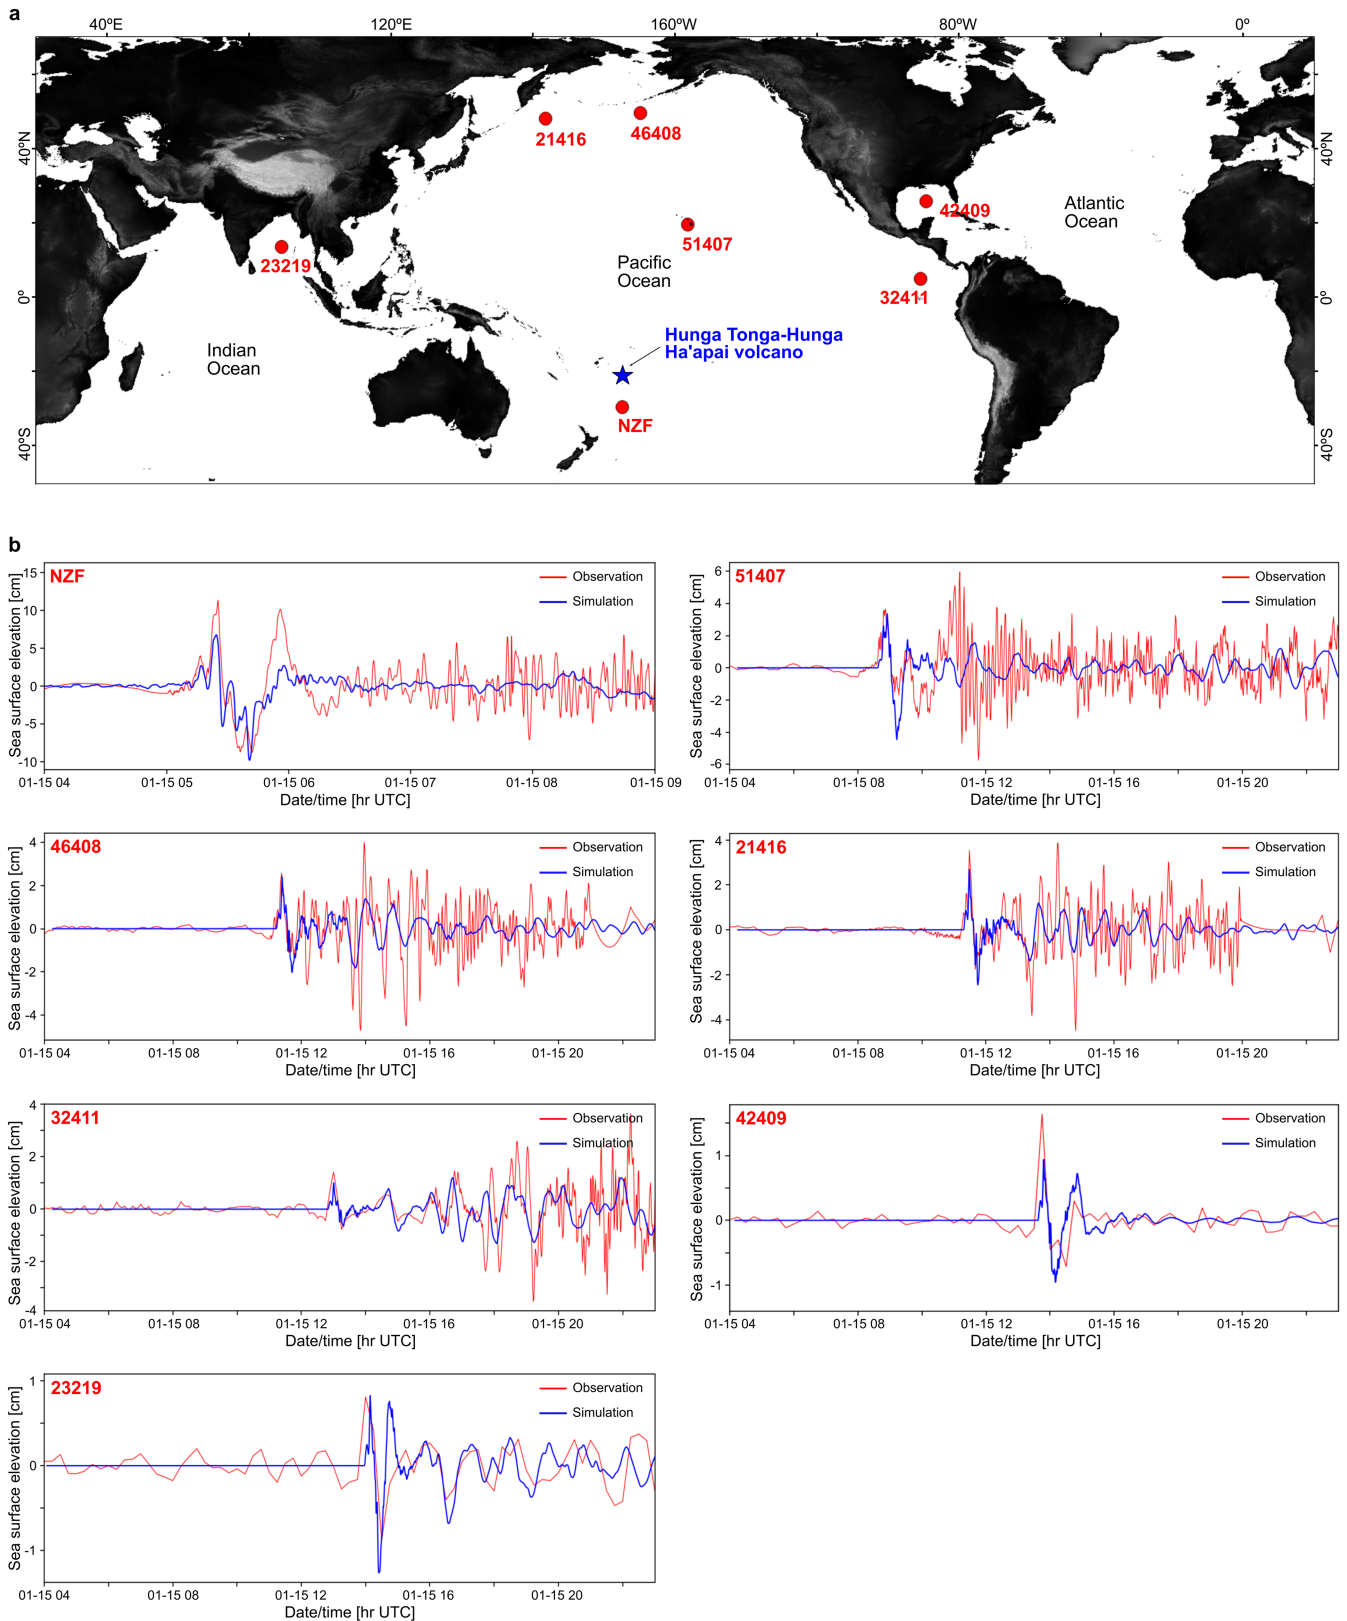 a
40°E 120°E 160°W 80°W 0°
40°N
0°
40°S
40°N
0°
40°S
21416
46408
42409
51407
23219
32411
NZF
Atlantic
Ocean
Pacific
Ocean
Indian
Ocean
Hunga Tonga-Hunga
Ha'apai volcano
b
NZF
Observation
Simulation
Sea surface elevation [cm]
15
10
5
0
-5
-10
01-15 04 01-15 05 01-15 06 01-15 07 01-15 08 01-15 09
Date/time [hr UTC]
51407
Observation
Simulation
Sea surface elevation [cm]
6
4
2
0
-2
-4
-6
01-15 04 01-15 08 01-15 12 01-15 16 01-15 20
Date/time [hr UTC]
46408
Observation
Simulation
Sea surface elevation [cm]
4
2
0
-2
-4
01-15 04 01-15 08 01-15 12 01-15 16 01-15 20
Date/time [hr UTC]
21416
Observation
Simulation
Sea surface elevation [cm]
4
2
0
-2
-4
01-15 04 01-15 08 01-15 12 01-15 16 01-15 20
Date/time [hr UTC]
32411
Observation
Simulation
Sea surface elevation [cm]
4
2
0
-2
-4
01-15 04 01-15 08 01-15 12 01-15 16 01-15 20
Date/time [hr UTC]
42409
Observation
Simulation
Sea surface elevation [cm]
1
0
-1
01-15 04 01-15 08 01-15 12 01-15 16 01-15 20
Date/time [hr UTC]
23219
Observation
Simulation
Sea surface elevation [cm]
1
0
-1
01-15 04 01-15 08 01-15 12 01-15 16 01-15 20
Date/time [hr UTC]